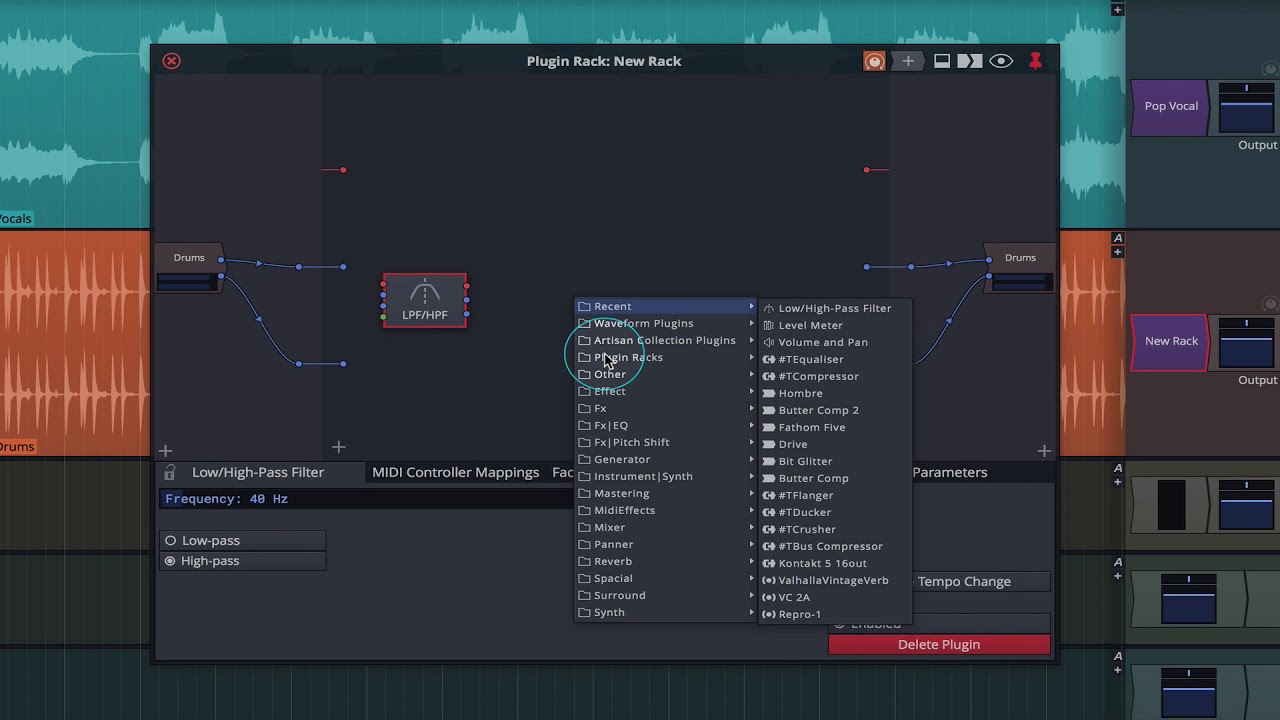 Plugin Rack: New Rack
Pop Vocal
Output
Vocals
Drums
Drums
LPF/HPF
New Rack
Output
Drums
Recent
Waveform Plugins
Artisan Collection Plugins
Plugin Racks
Other
Effect
Fx
Fx|EQ
Fx|Pitch Shift
Generator
Instrument|Synth
Mastering
MidiEffects
Mixer
Panner
Reverb
Spacial
Surround
Synth
Low/High-Pass Filter
Level Meter
Volume and Pan
#TEqualiser
#TCompressor
Hombre
Butter Comp 2
Fathom Five
Drive
Bit Glitter
Butter Comp
#TFlanger
#TDucker
#TCrusher
#TBus Compressor
Kontakt 5 16out
ValhallaVintageVerb
VC 2A
Repro-1
Low/High-Pass Filter
MIDI Controller Mappings
Fac
Parameters
Frequency: 40 Hz
Low-pass
High-pass
Tempo Change
Enabled
Delete Plugin
A
A
A
A